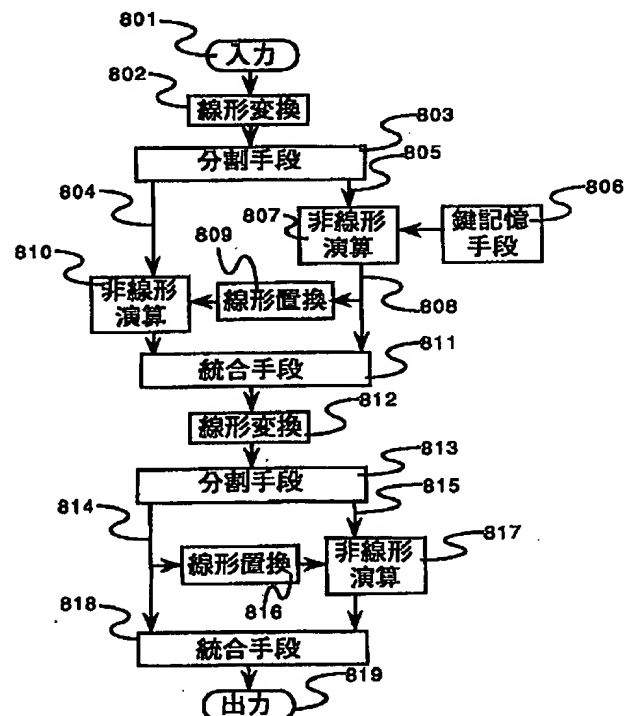 801
入力
802
線形変換
803
分割手段
805
804
806
807
非線形
演算
鍵記憶
手段
810
809
非線形
演算
線形置換
808
811
統合手段
812
線形変換
813
分割手段
814
815
817
線形置換
非線形
演算
816
818
統合手段
出力
819